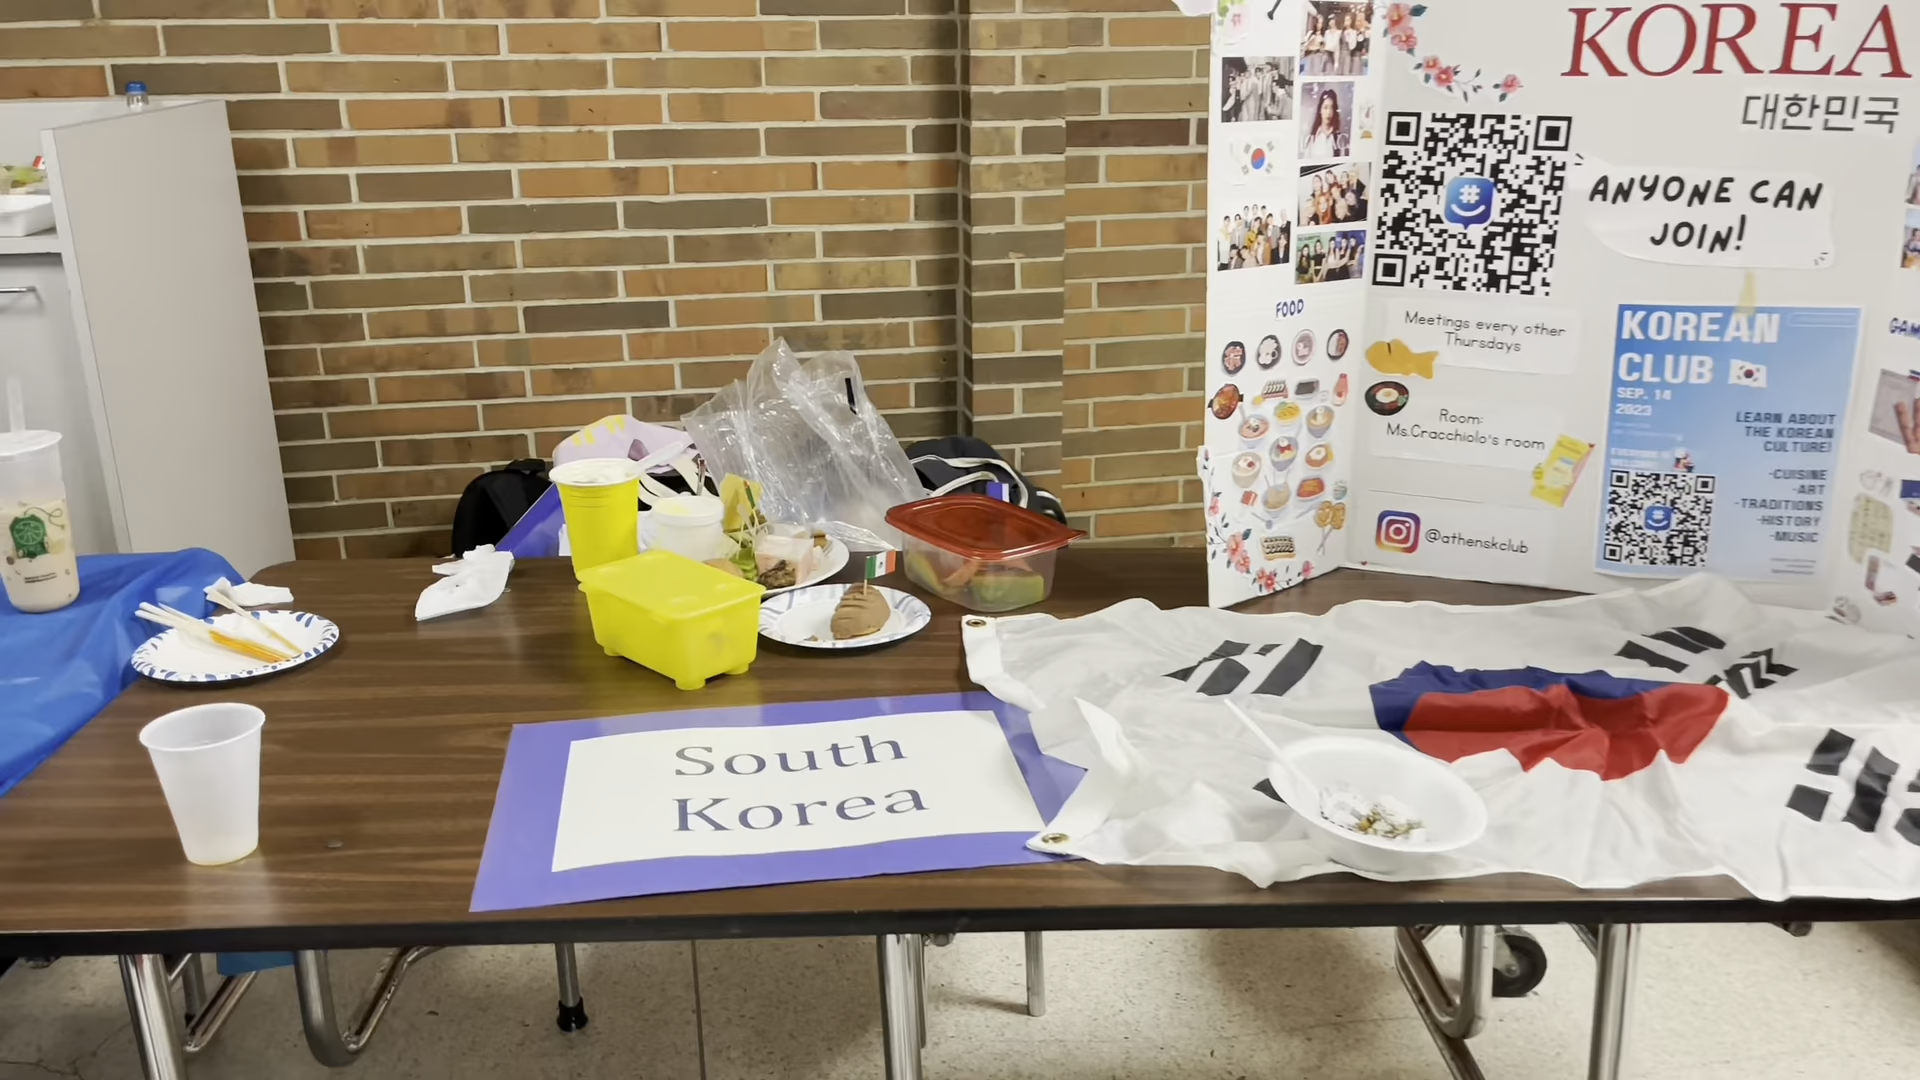 KOREA
대한민국
ANYONE CAN
JOIN!
FOOD
Meetings every other
Thursdays
Room:
Ms.Cracchiolo's room
@athenskclub
KOREAN
CLUB
SEP. 14
2023
LEARN ABOUT
THE KOREAN
CULTURE!
-CUISINE
-ART
-TRADITIONS
-HISTORY
-MUSIC
South
Korea